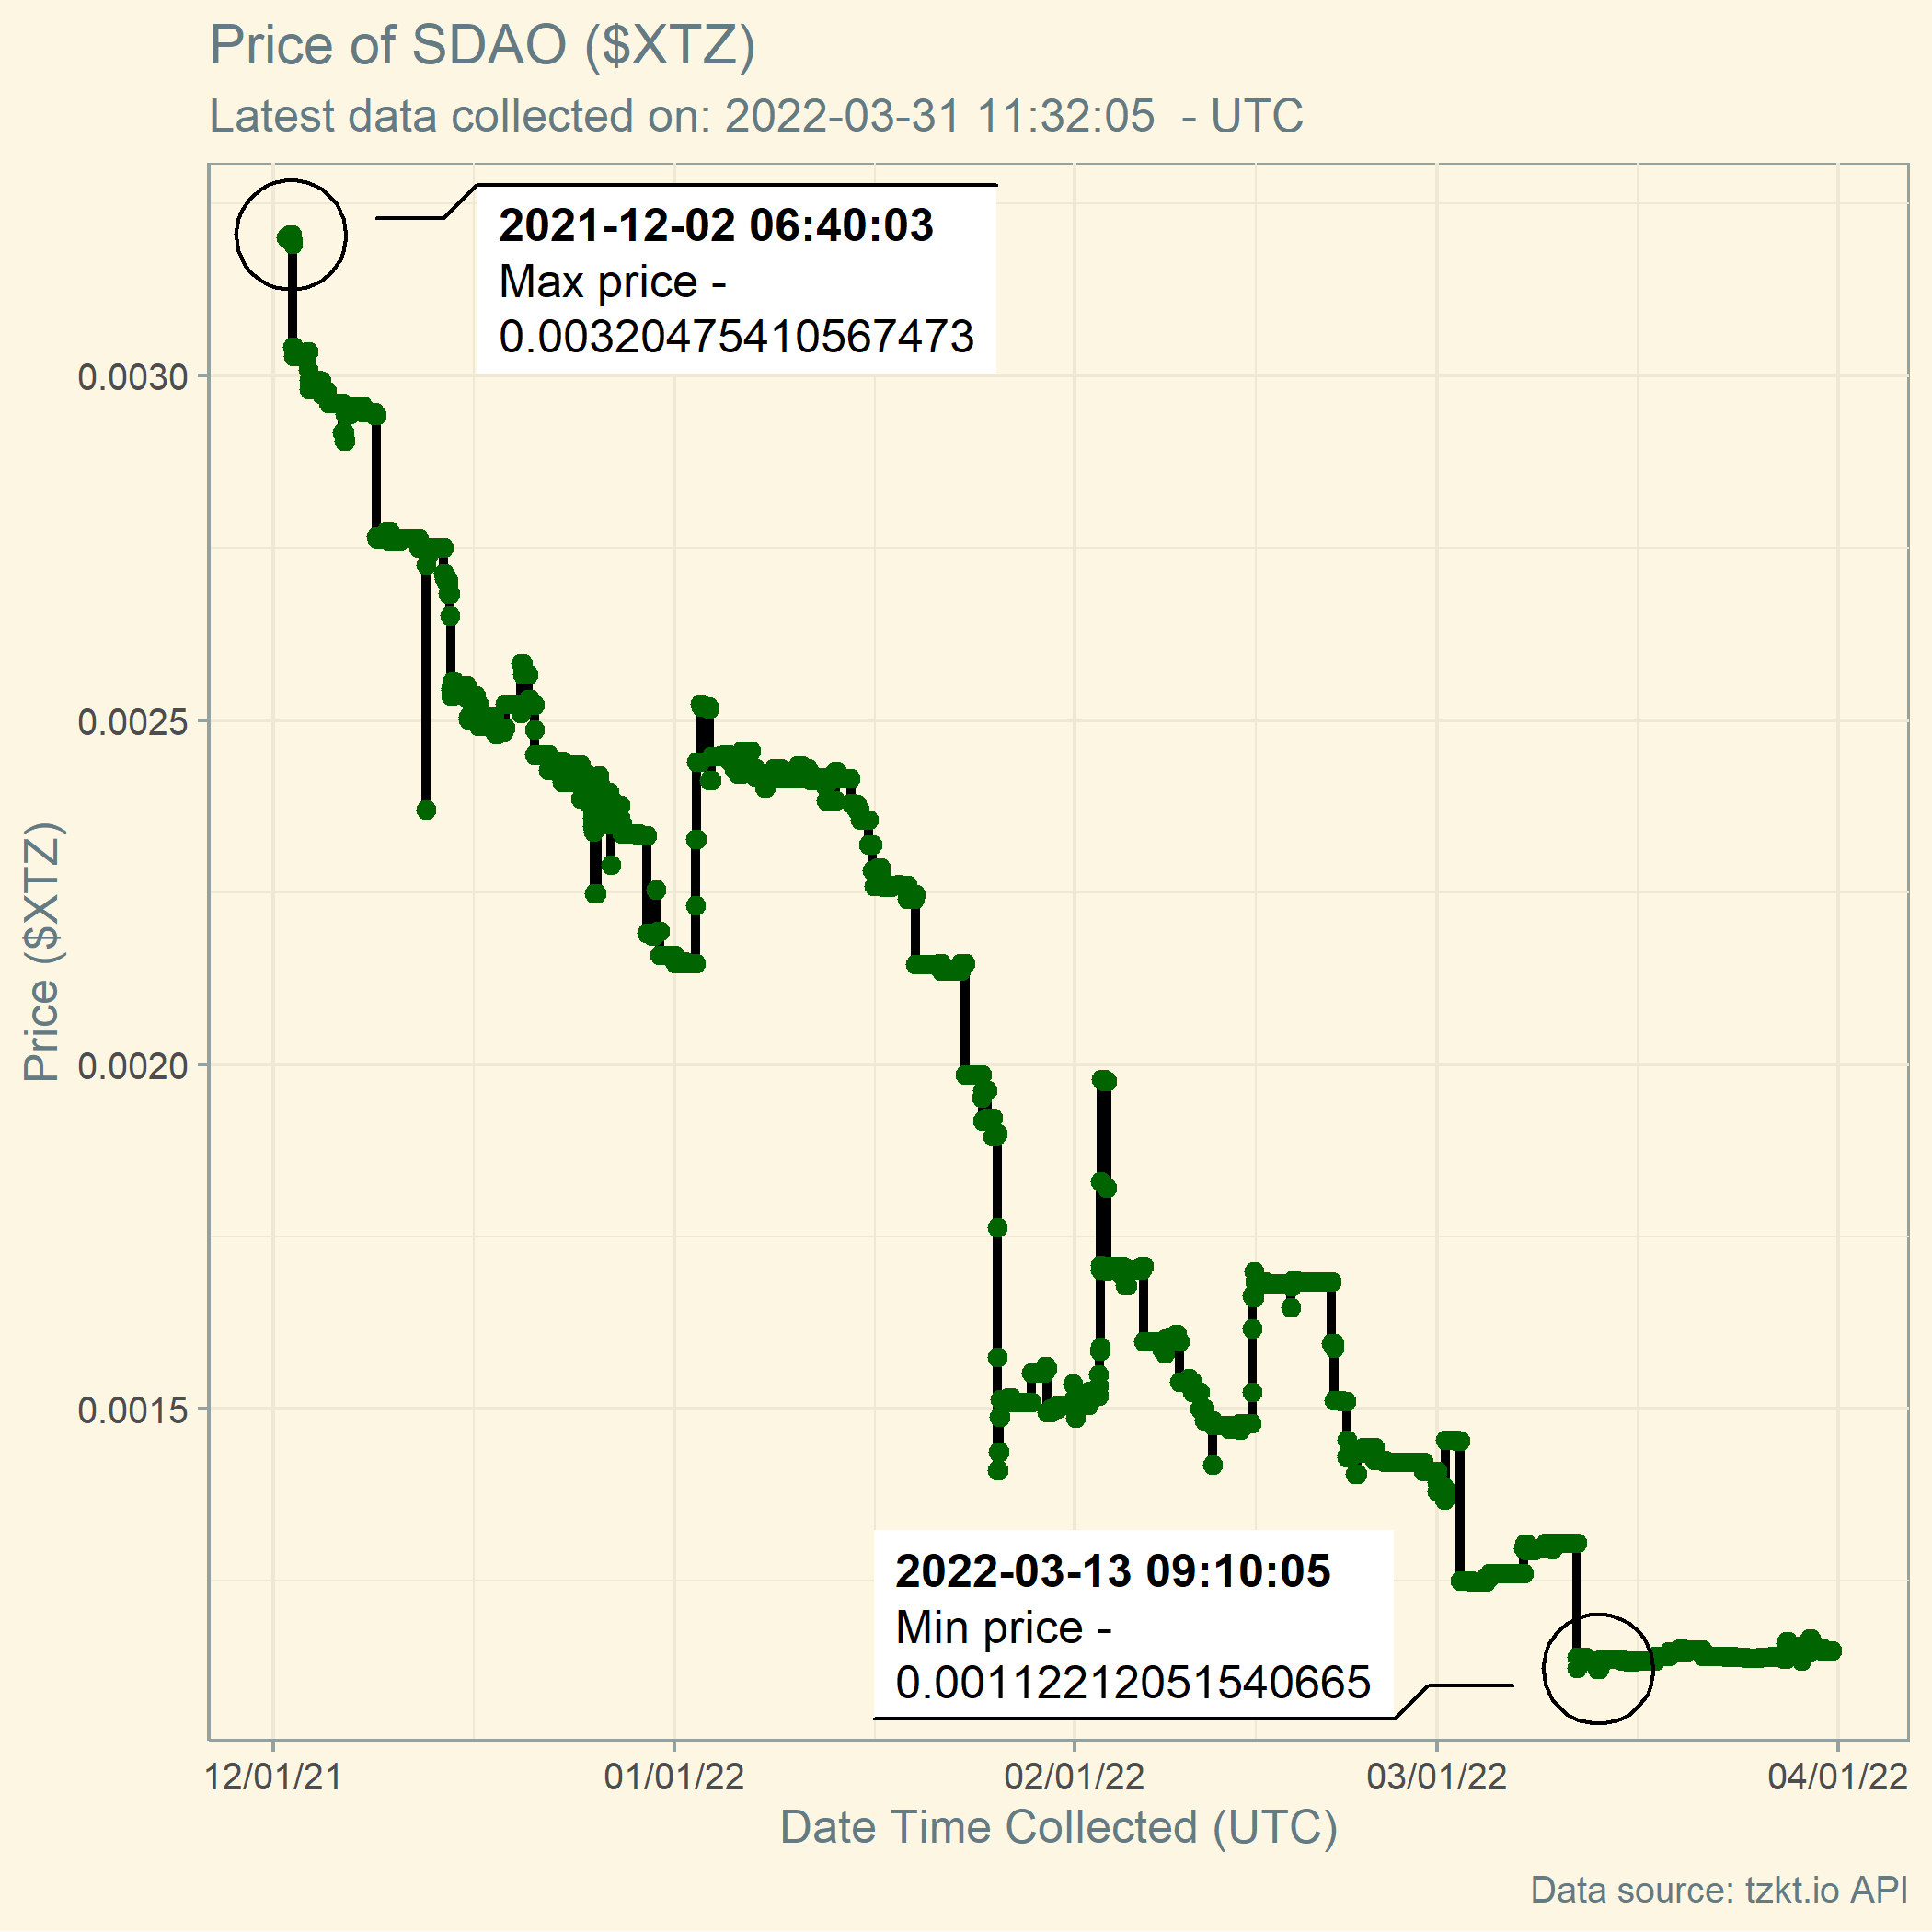 Price of SDAO ($XTZ)
Latest data collected on: 2022-03-31 11:32:05  - UTC
2021-12-02 06:40:03
Max price -
0.00320475410567473
0.0030
0.0025
0.0020
0.0015
Price ($XTZ)
2022-03-13 09:10:05
Min price -
0.00112212051540665
12/01/21
01/01/22
02/01/22
03/01/22
04/01/22
Date Time Collected (UTC)
Data source: tzkt.io API